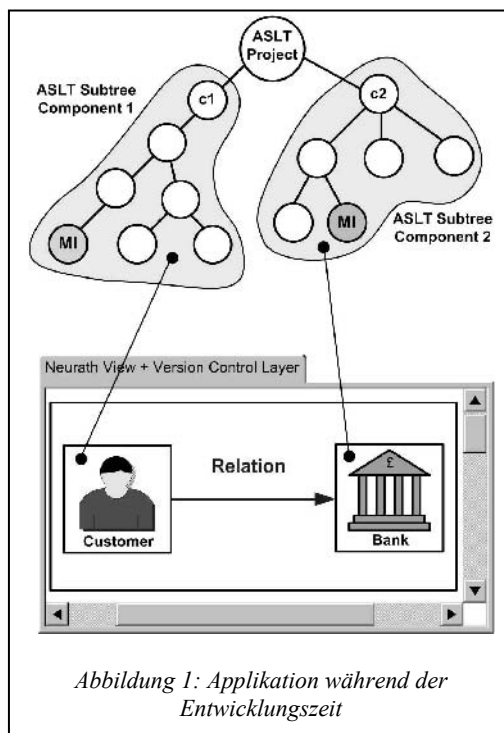 ASLT
Project
ASLT Subtree
Component 1
c1
c2
MI
MI
ASLT Subtree
Component 2
Neurath View + Version Control Layer
Relation
£
Customer
Bank
Abbildung 1: Applikation während der
Entwicklungszeit